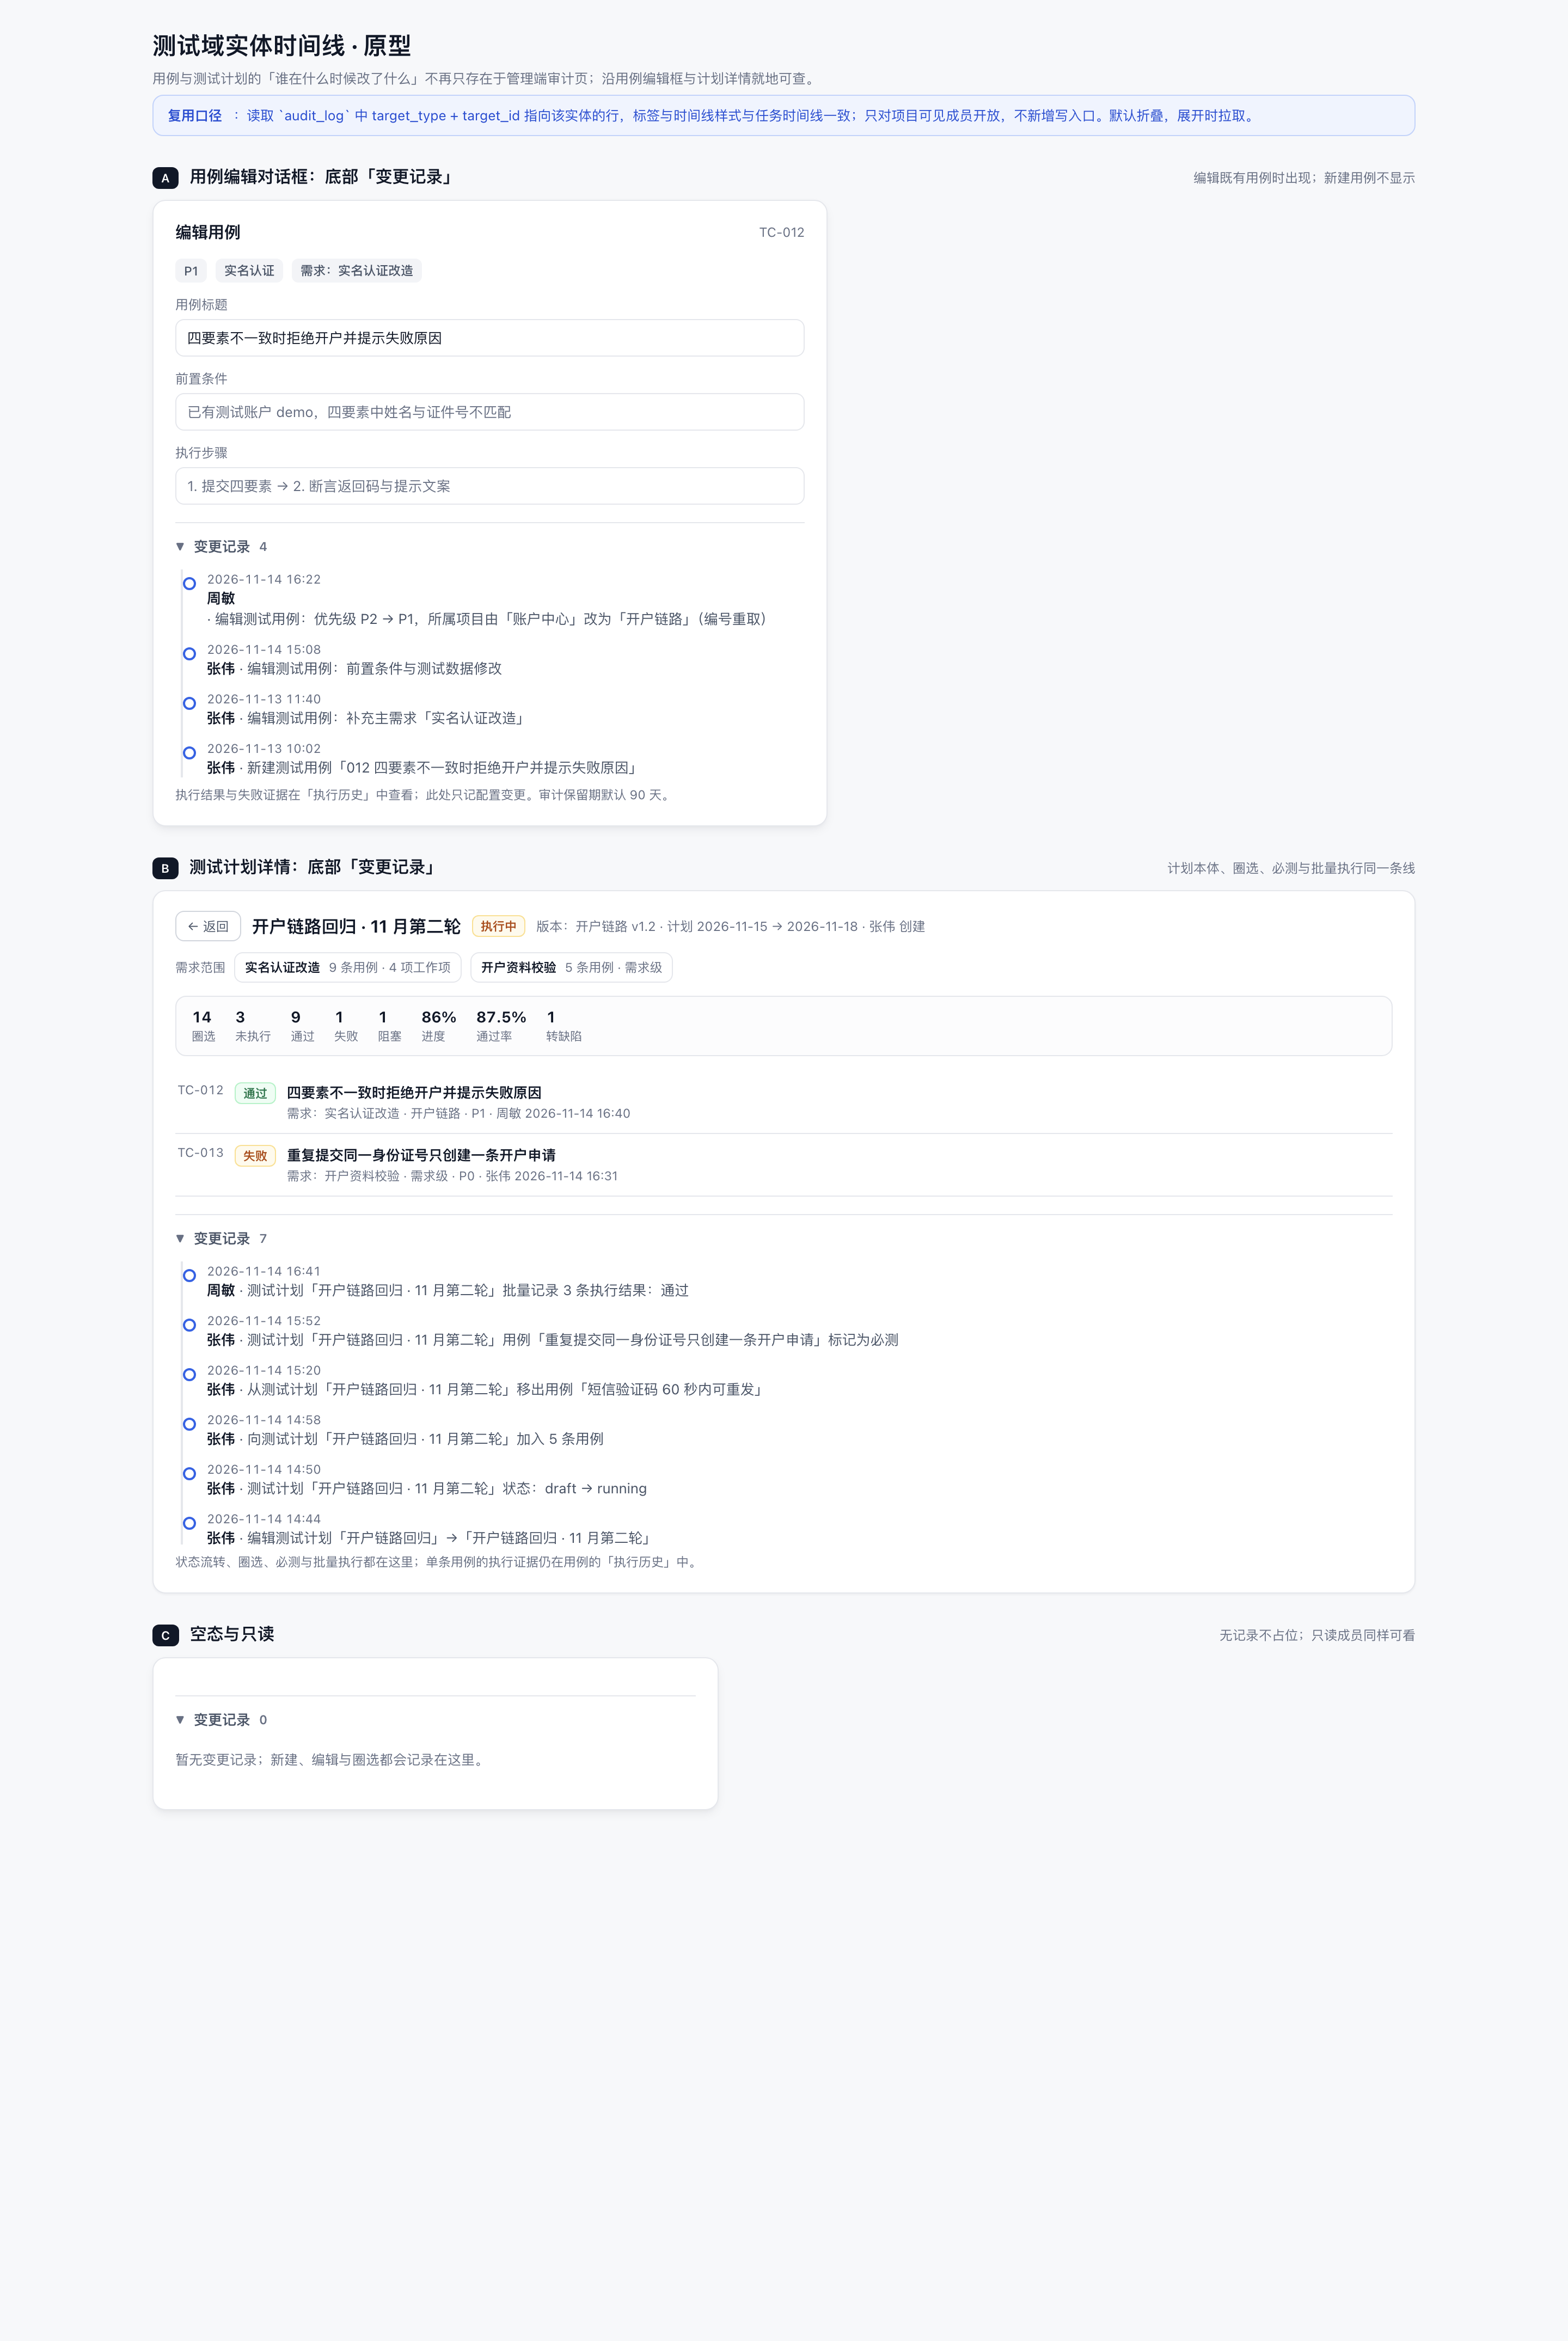 测试域实体时间线 · 原型
用例与测试计划的「谁在什么时候改了什么」不再只存在于管理端审计页；沿用例编辑框与计划详情就地可查。
复用口径 ：读取 `audit_log` 中 target_type + target_id 指向该实体的行，标签与时间线样式与任务时间线一致；只对项目可见成员开放，不新增写入口。默认折叠，展开时拉取。
A 用例编辑对话框：底部「变更记录」 编辑既有用例时出现；新建用例不显示
编辑用例 TC-012
P1 实名认证 需求：实名认证改造
用例标题
四要素不一致时拒绝开户并提示失败原因
前置条件
已有测试账户 demo，四要素中姓名与证件号不匹配
执行步骤
1. 提交四要素 → 2. 断言返回码与提示文案
▼ 变更记录 4
2026-11-14 16:22
周敏
· 编辑测试用例：优先级 P2 → P1，所属项目由「账户中心」改为「开户链路」（编号重取）
2026-11-14 15:08
张伟 · 编辑测试用例：前置条件与测试数据修改
2026-11-13 11:40
张伟 · 编辑测试用例：补充主需求「实名认证改造」
2026-11-13 10:02
张伟 · 新建测试用例「012 四要素不一致时拒绝开户并提示失败原因」
执行结果与失败证据在「执行历史」中查看；此处只记配置变更。审计保留期默认 90 天。
B 测试计划详情：底部「变更记录」 计划本体、圈选、必测与批量执行同一条线
← 返回 开户链路回归 · 11 月第二轮 执行中 版本：开户链路 v1.2 · 计划 2026-11-15 → 2026-11-18 · 张伟 创建
需求范围 实名认证改造 9 条用例 · 4 项工作项 开户资料校验 5 条用例 · 需求级
14 3 9 1 1 86% 87.5% 1
圈选 未执行 通过 失败 阻塞 进度 通过率 转缺陷
TC-012 通过 四要素不一致时拒绝开户并提示失败原因
需求：实名认证改造 · 开户链路 · P1 · 周敏 2026-11-14 16:40
TC-013 失败 重复提交同一身份证号只创建一条开户申请
需求：开户资料校验 · 需求级 · P0 · 张伟 2026-11-14 16:31
▼ 变更记录 7
2026-11-14 16:41
周敏 · 测试计划「开户链路回归 · 11 月第二轮」批量记录 3 条执行结果：通过
2026-11-14 15:52
张伟 · 测试计划「开户链路回归 · 11 月第二轮」用例「重复提交同一身份证号只创建一条开户申请」标记为必测
2026-11-14 15:20
张伟 · 从测试计划「开户链路回归 · 11 月第二轮」移出用例「短信验证码 60 秒内可重发」
2026-11-14 14:58
张伟 · 向测试计划「开户链路回归 · 11 月第二轮」加入 5 条用例
2026-11-14 14:50
张伟 · 测试计划「开户链路回归 · 11 月第二轮」状态：draft → running
2026-11-14 14:44
张伟 · 编辑测试计划「开户链路回归」→「开户链路回归 · 11 月第二轮」
状态流转、圈选、必测与批量执行都在这里；单条用例的执行证据仍在用例的「执行历史」中。
C 空态与只读 无记录不占位；只读成员同样可看
▼ 变更记录 0
暂无变更记录；新建、编辑与圈选都会记录在这里。